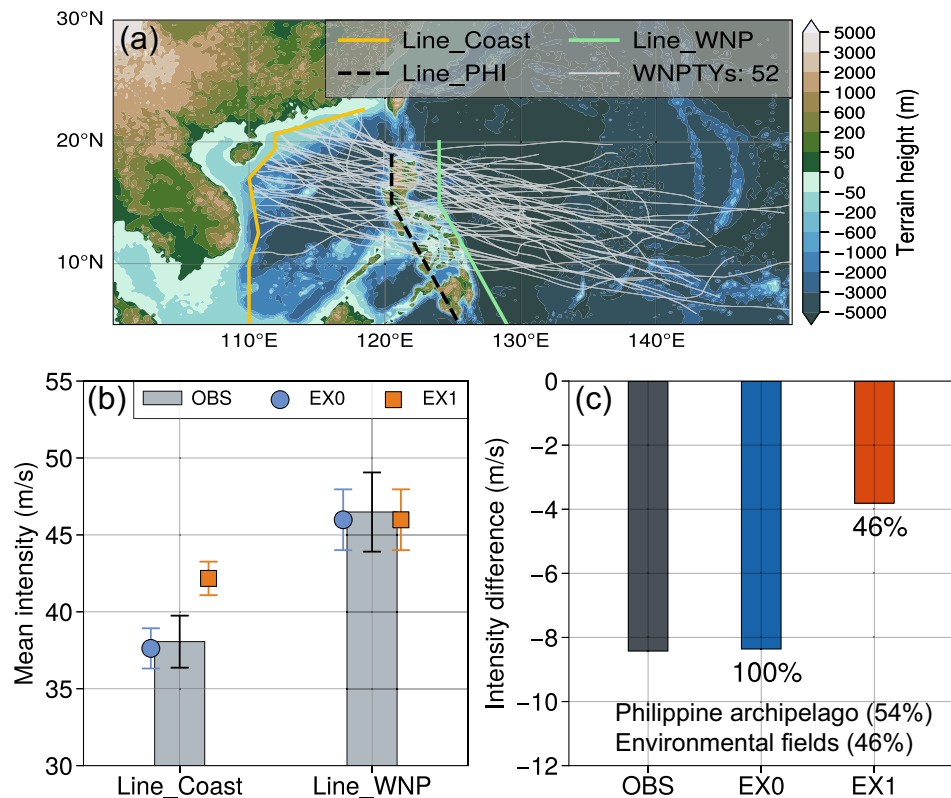 (a)
Line_Coast
Line_WNP
Line_PHI
WNPTYs: 52
30°N
20°N
10°N
110°E
120°E
130°E
140°E
5000
3000
2000
1000
600
200
50
0
−50
−200
−600
−1000
−2000
−3000
−5000
Terrain height (m)
(b)
OBS
EX0
EX1
55
50
45
40
35
30
Mean intensity (m/s)
Line_Coast
Line_WNP
(c)
0
−2
−4
−6
−8
−10
−12
Intensity difference (m/s)
46%
100%
Philippine archipelago (54%)
Environmental fields (46%)
OBS
EX0
EX1